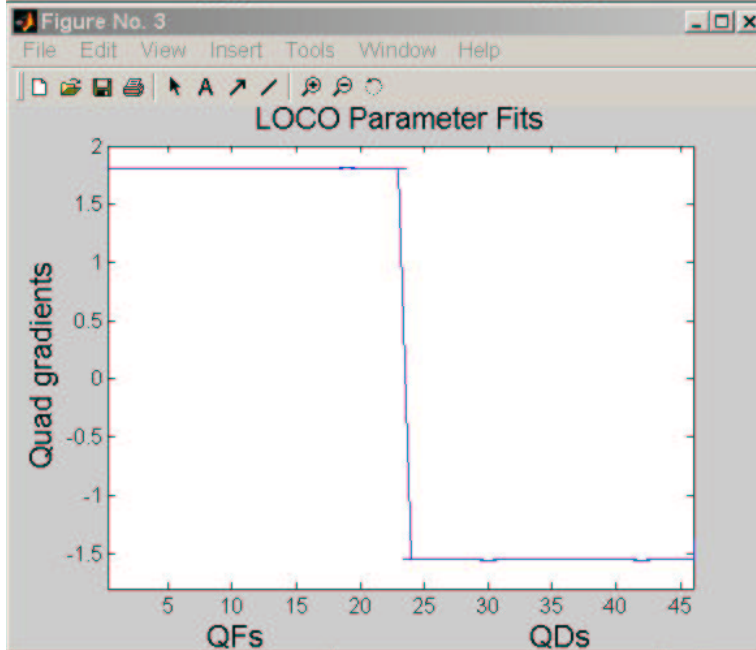 Figure No. 3
File Edit View Insert Tools Window Help
A
LOCO Parameter Fits
Quad gradients
2
1.5
1
0.5
0
-0.5
-1
-1.5
5 10 15 20 25 30 35 40 45
QFs QDs